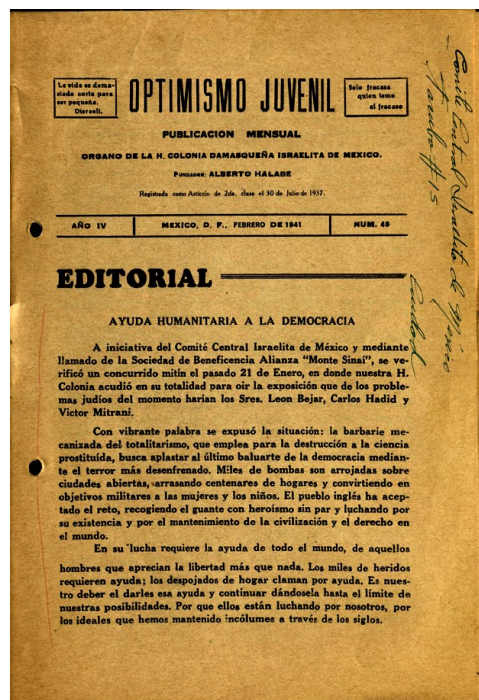 La vida es dema-
siado corta para
ser pequeña.
Disraeli.
OPTIMISMO JUVENIL
Solo fracasa
quien teme
al fracaso
PUBLICACION MENSUAL
ORGANO DE LA H. COLONIA DAMASQUEÑA ISRAELITA DE MEXICO.
FUNDADOR: ALBERTO HALABE
Registrada como Artículo de 2da. clase el 30 de Julio de 1937.
AÑO IV
MEXICO, D. F., FEBRERO DE 1941
NUM. 48
EDITORIAL
AYUDA HUMANITARIA A LA DEMOCRACIA
A iniciativa del Comité Central Israelita de México y mediante
llamado de la Sociedad de Beneficencia Alianza "Monte Sinaí", se ve-
rificó un concurrido mitin el pasado 21 de Enero, en donde nuestra H.
Colonia acudió en su totalidad para oir la exposición que de los proble-
mas judíos del momento harían los Sres. Leon Bejar, Carlos Hadid y
Victor Mitrani.
Con vibrante palabra se expusó la situación: la barbarie me-
canizada del totalitarismo, que emplea para la destrucción a la ciencia
prostituída, busca aplastar al último baluarte de la democracia median-
te el terror más desenfrenado. Miles de bombas son arrojadas sobre
ciudades abiertas, arrasando centenares de hogares y convirtiendo en
objetivos militares a las mujeres y los niños. El pueblo inglés ha acep-
tado el reto, recogiendo el guante con heroísmo sin par y luchando por
su existencia y por el mantenimiento de la civilización y el derecho en
el mundo.
En su lucha requiere la ayuda de todo el mundo, de aquellos
hombres que aprecian la libertad más que nada. Los miles de heridos
requieren ayuda; los despojados de hogar claman por ayuda. Es nues-
tro deber el darles esa ayuda y continuar dándosela hasta el límite de
nuestras posibilidades. Por que ellos están luchando por nosotros, por
los ideales que hemos mantenido incólumes a través de los siglos.
Comité Central Israelita de México
Tacuba #15
Ciudad